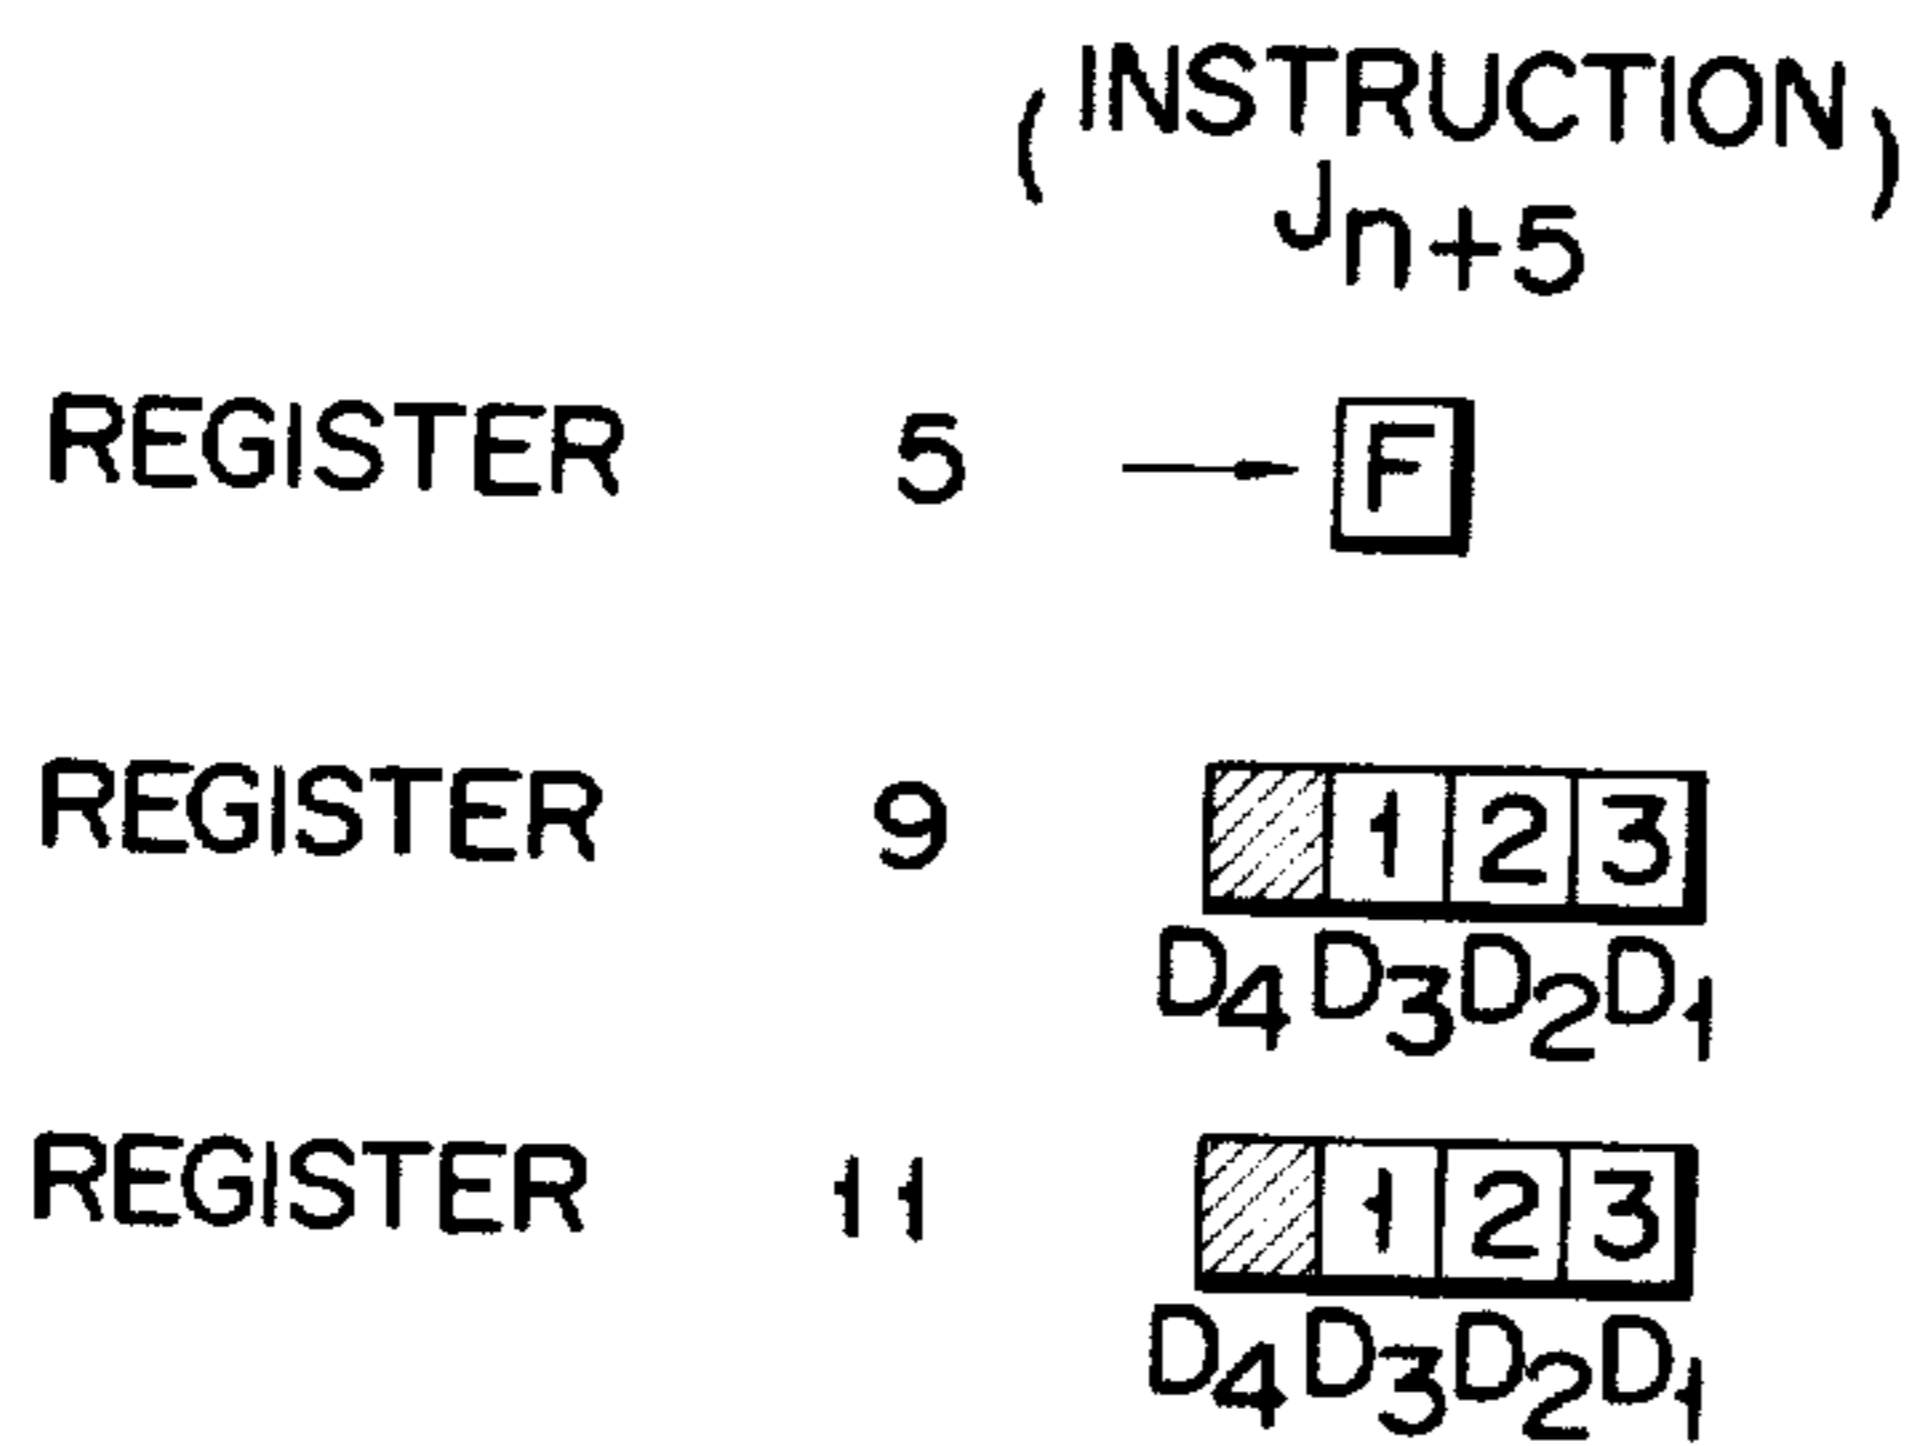 (INSTRUCTION)
Jn+5
REGISTER 5 → F
REGISTER 9 1 2 3
D4 D3 D2 D1
REGISTER 11 1 2 3
D4 D3 D2 D1